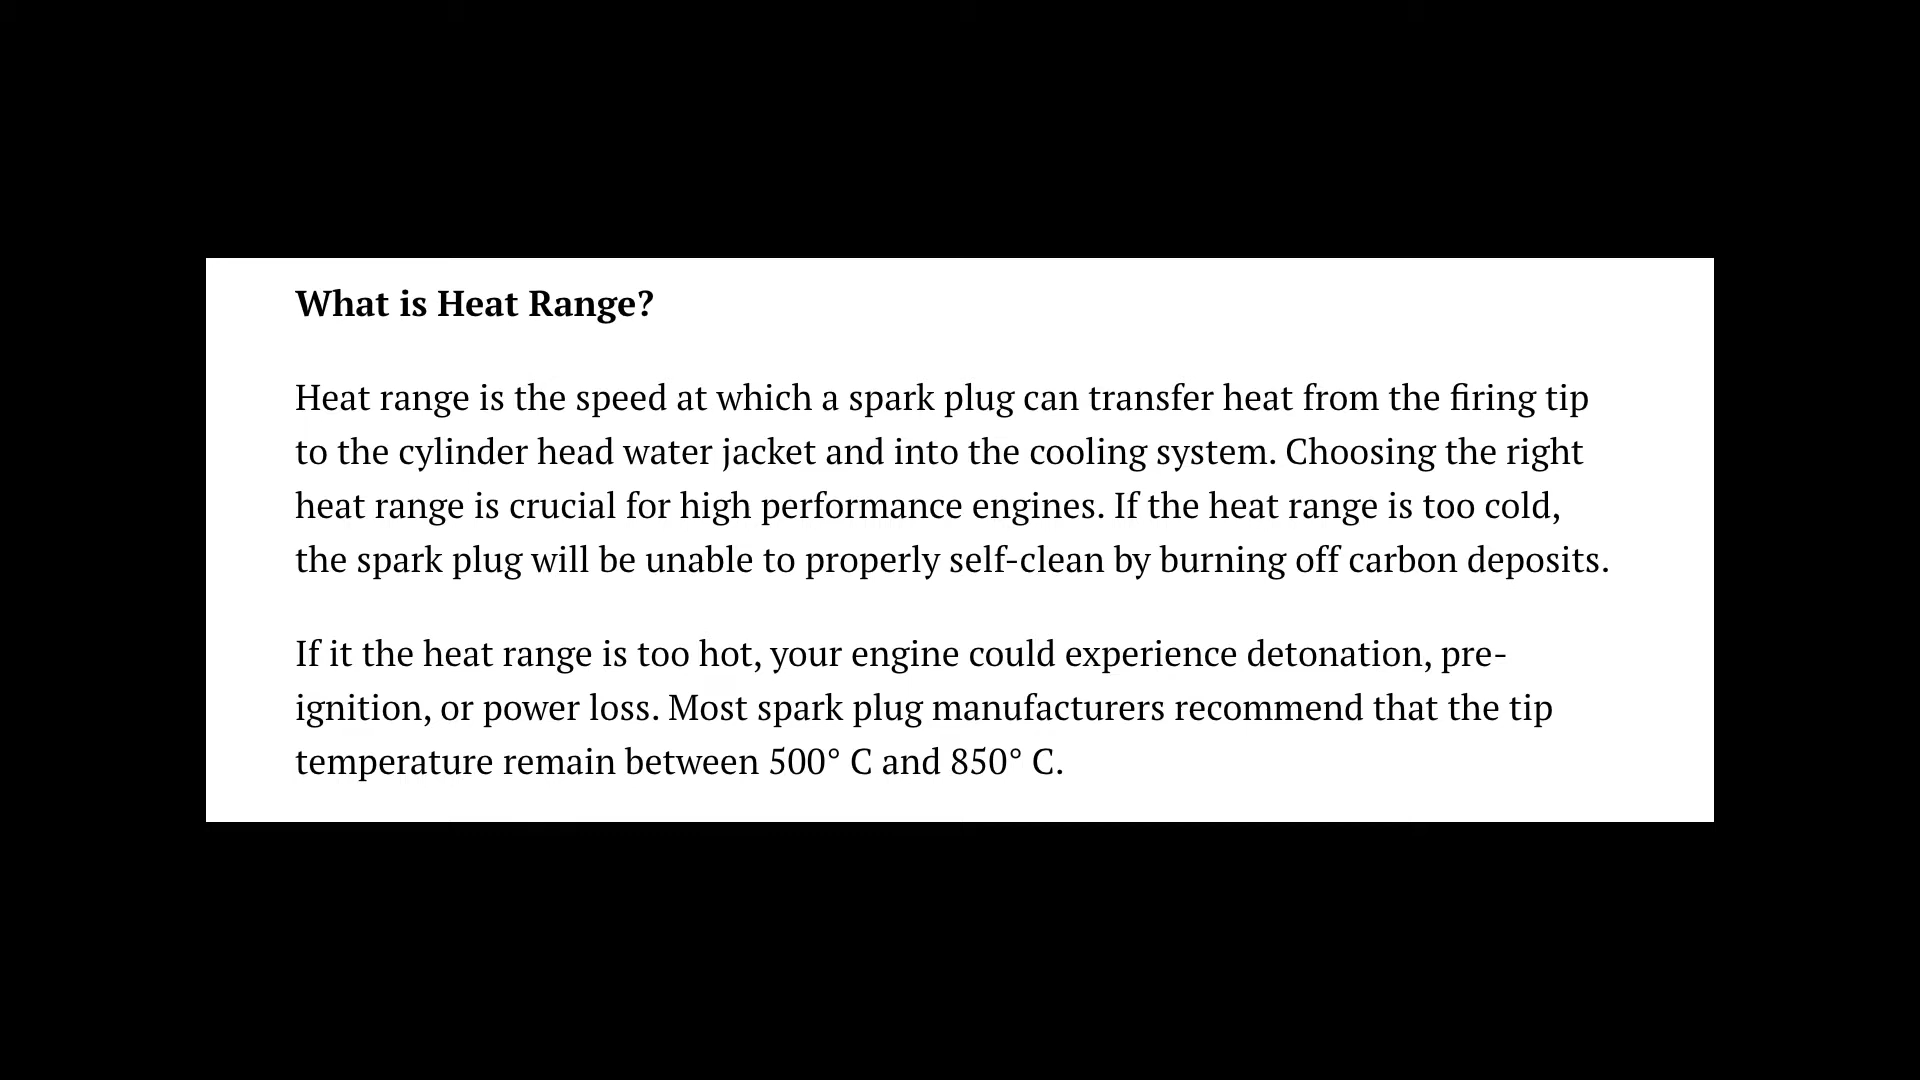 What is Heat Range?
Heat range is the speed at which a spark plug can transfer heat from the firing tip
to the cylinder head water jacket and into the cooling system. Choosing the right
heat range is crucial for high performance engines. If the heat range is too cold,
the spark plug will be unable to properly self-clean by burning off carbon deposits.
If it the heat range is too hot, your engine could experience detonation, pre-
ignition, or power loss. Most spark plug manufacturers recommend that the tip
temperature remain between 500° C and 850° C.